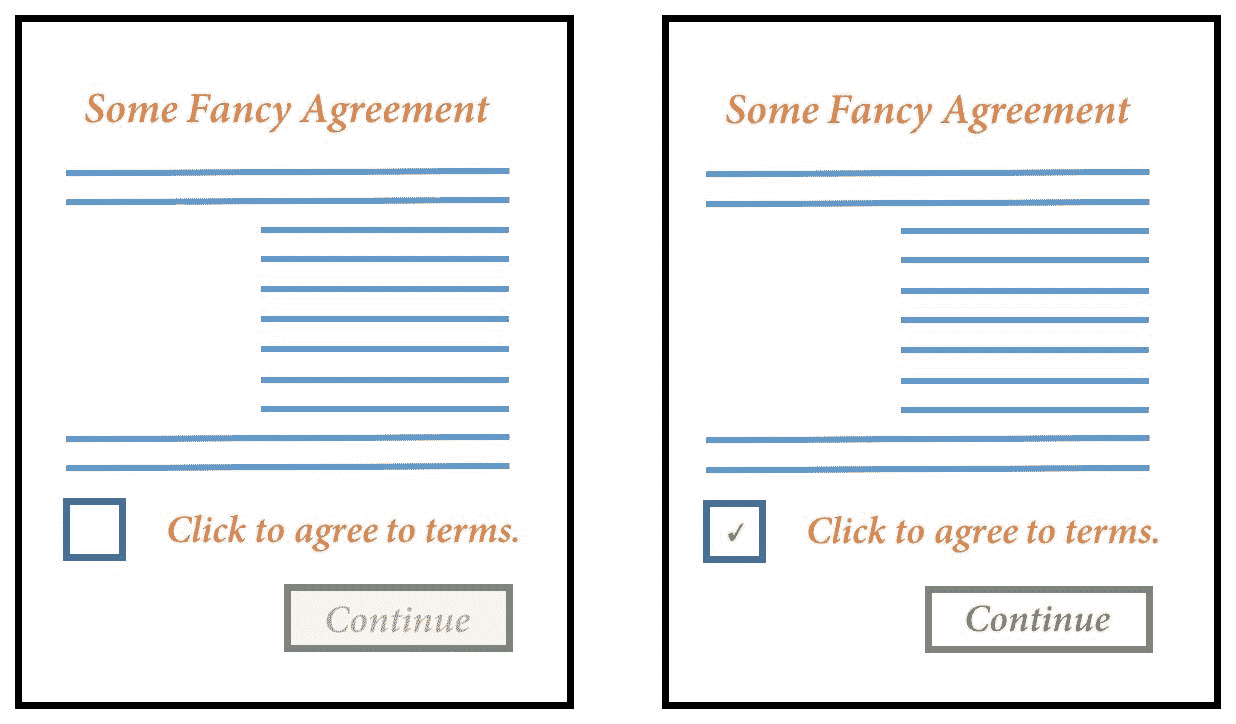 Some Fancy Agreement
Click to agree to terms.
Continue
Some Fancy Agreement
✓
Click to agree to terms.
Continue